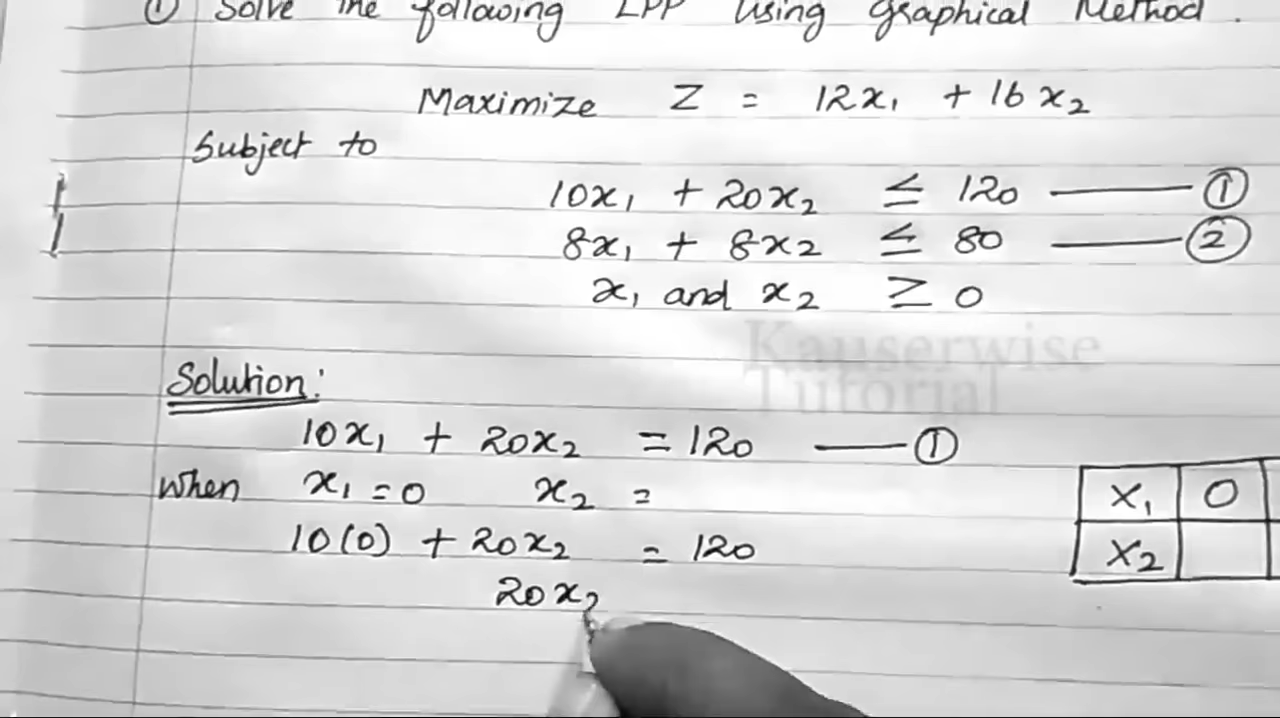 ① Solve the following LPP using Graphical Method.
Maximize Z = 12x₁ + 16x₂
Subject to
10x₁ + 20x₂ ≤ 120 —— ①
8x₁ + 8x₂ ≤ 80 —— ②
x₁ and x₂ ≥ 0
Kauserwise
Tutorial
Solution:
10x₁ + 20x₂ = 120 —— ①
When x₁ = 0 x₂ =
10(0) + 20x₂ = 120
20x₂
X₁ 0
X₂